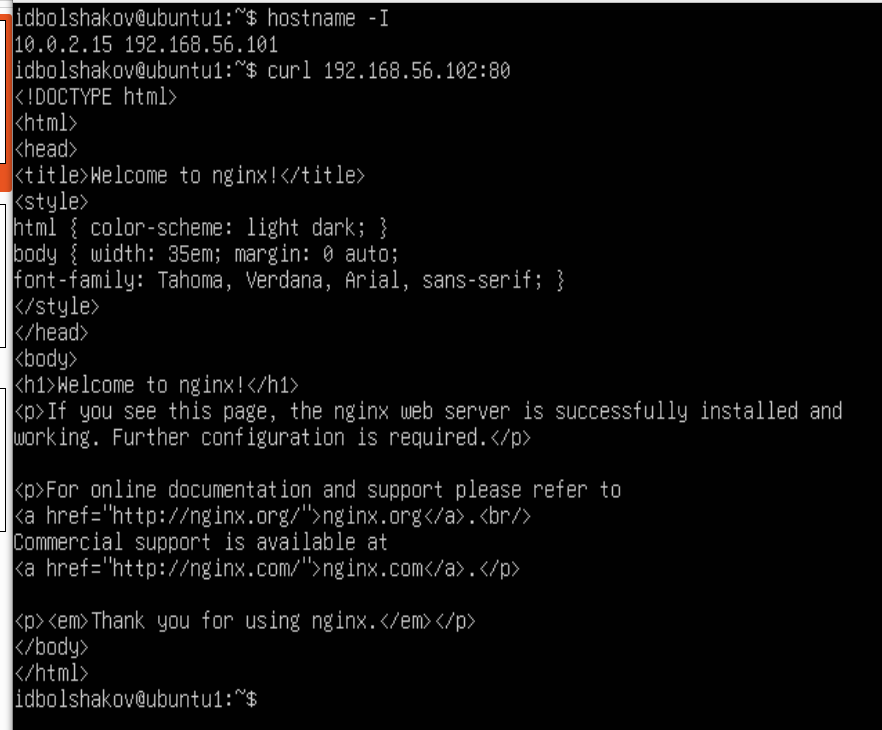 idbolshakov@ubuntu1:~$ hostname -I
10.0.2.15 192.168.56.101
idbolshakov@ubuntu1:~$ curl 192.168.56.102:80
<!DOCTYPE html>
<html>
<head>
<title>Welcome to nginx!</title>
<style>
html { color-scheme: light dark; }
body { width: 35em; margin: 0 auto;
font-family: Tahoma, Verdana, Arial, sans-serif; }
</style>
</head>
<body>
<h1>Welcome to nginx!</h1>
<p>If you see this page, the nginx web server is successfully installed and
working. Further configuration is required.</p>

<p>For online documentation and support please refer to
<a href="http://nginx.org/">nginx.org</a>.<br/>
Commercial support is available at
<a href="http://nginx.com/">nginx.com</a>.</p>

<p><em>Thank you for using nginx.</em></p>
</body>
</html>
idbolshakov@ubuntu1:~$